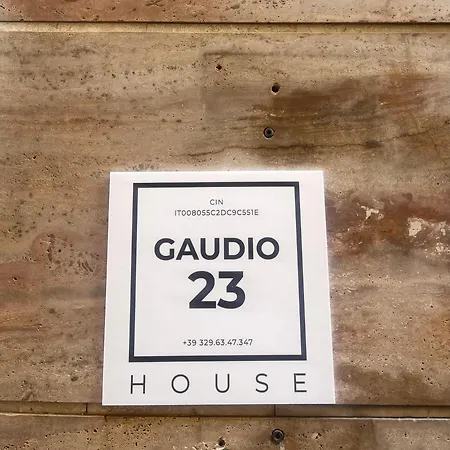 CIN
IT008055C2DC9C551E
GAUDIO
23
+39 329.63.47.347
HOUSE